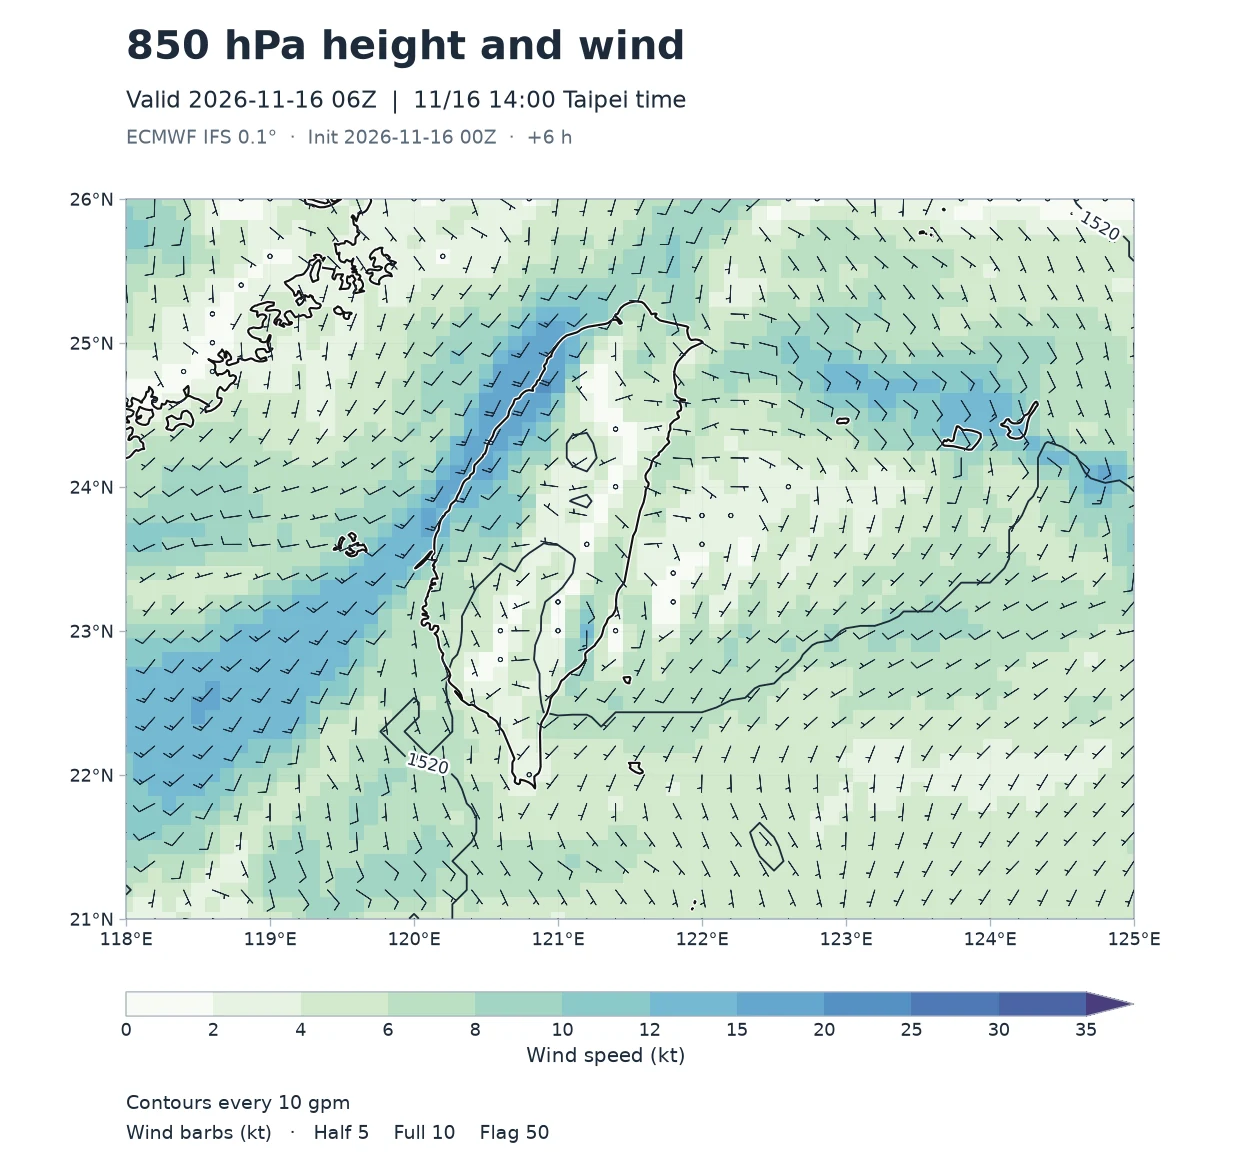 850 hPa height and wind
Valid 2026-11-16 06Z | 11/16 14:00 Taipei time
ECMWF IFS 0.1° · Init 2026-11-16 00Z · +6 h
26°N
1520
25°N
24°N
23°N
1520
22°N
21°N
118°E 119°E 120°E 121°E 122°E 123°E 124°E 125°E
0 2 4 6 8 10 12 15 20 25 30 35
Wind speed (kt)
Contours every 10 gpm
Wind barbs (kt) · Half 5 Full 10 Flag 50